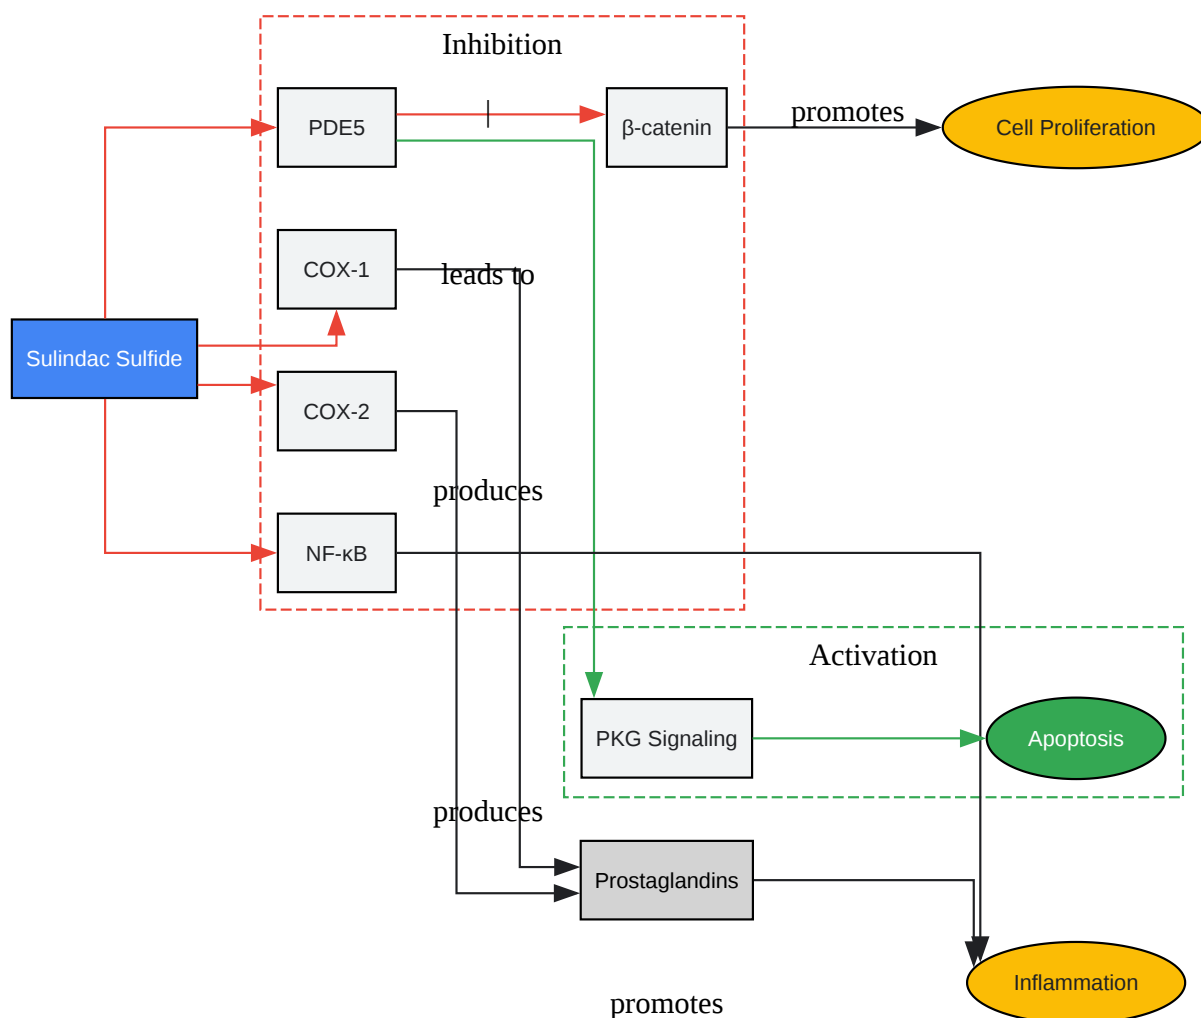 Inhibition
PDE5
β-catenin
promotes
Cell Proliferation
COX-1
leads to
Sulindac Sulfide
COX-2
produces
NF-κB
Activation
PKG Signaling
Apoptosis
produces
Prostaglandins
Inflammation
promotes